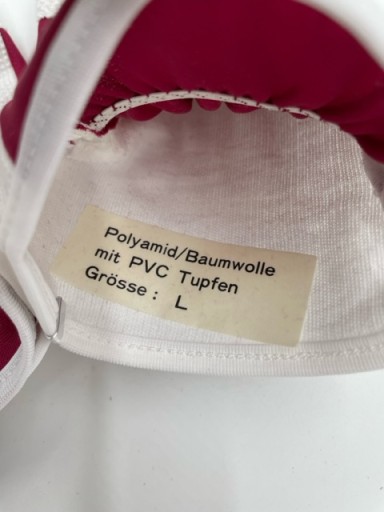 Polyamid/Baumwolle
mit PVC Tupfen
Grösse: L